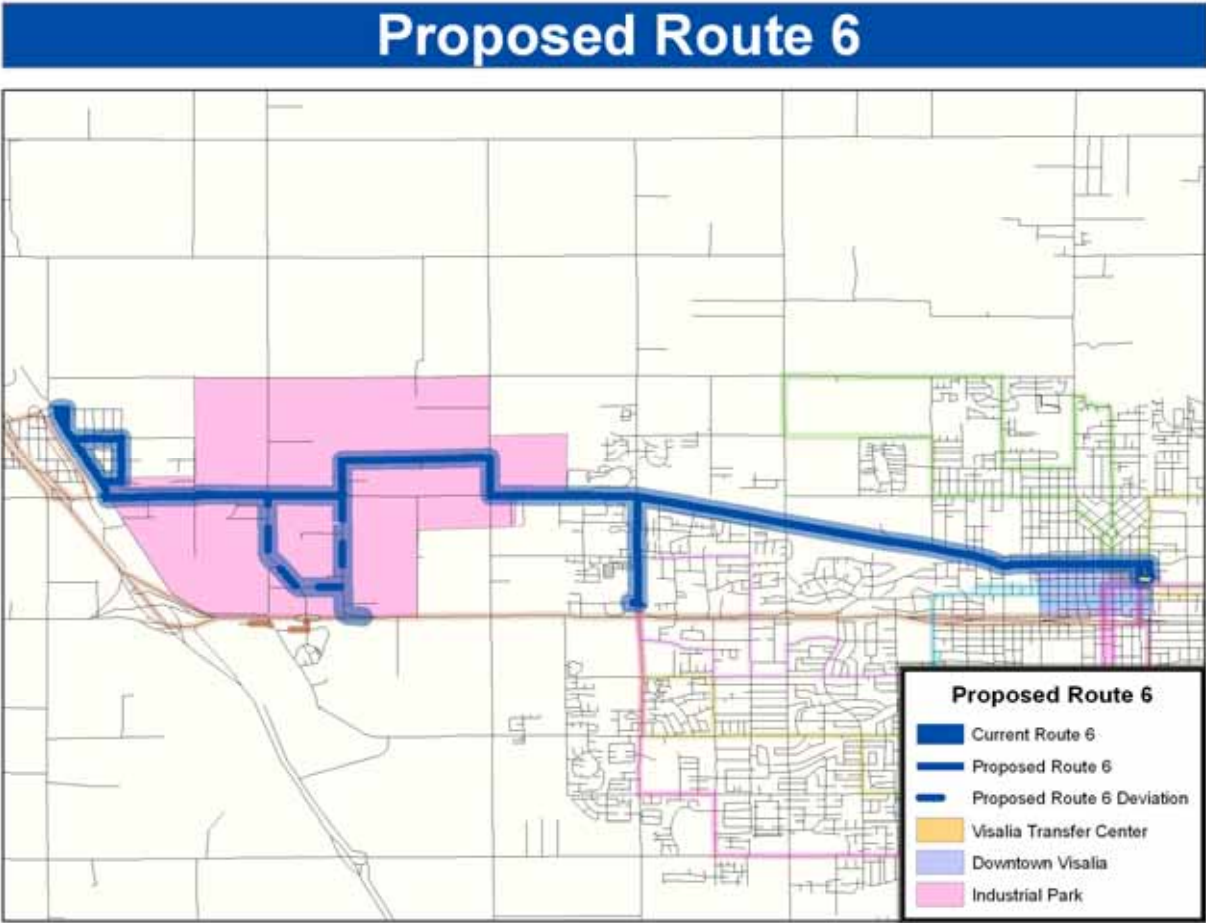 Proposed Route 6
Proposed Route 6
Current Route 6
Proposed Route 6
Proposed Route 6 Deviation
Visalia Transfer Center
Downtown Visalia
Industrial Park